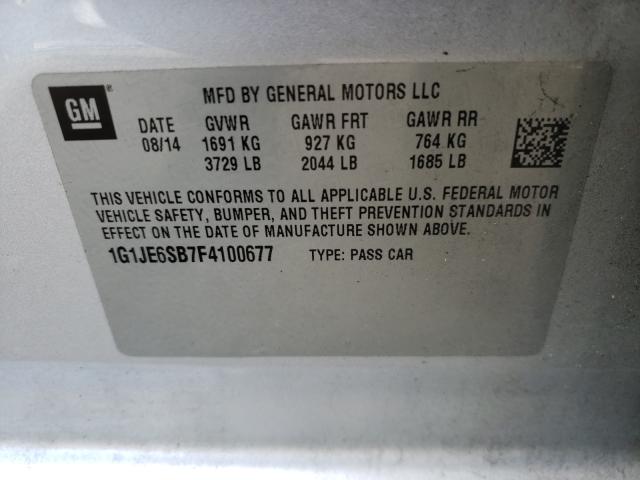 GM
MFD BY GENERAL MOTORS LLC
DATE GVWR GAWR FRT GAWR RR
08/14 1691 KG 927 KG 764 KG
3729 LB 2044 LB 1685 LB
THIS VEHICLE CONFORMS TO ALL APPLICABLE U.S. FEDERAL MOTOR
VEHICLE SAFETY, BUMPER, AND THEFT PREVENTION STANDARDS IN
EFFECT ON THE DATE OF MANUFACTURE SHOWN ABOVE.
1G1JE6SB7F4100677 TYPE: PASS CAR